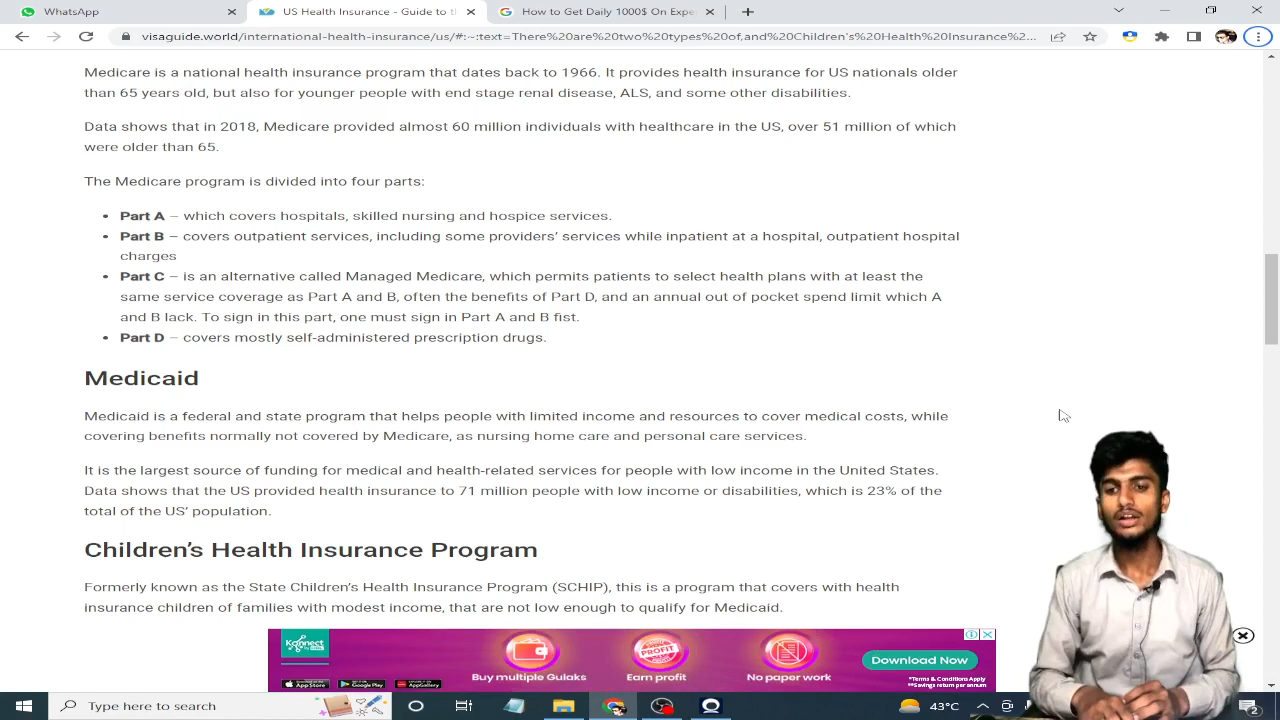 WhatsApp
US Health Insurance - Guide to th
How to Get Daily 1000$ On Exper
visaguide.world/international-health-insurance/us/#:~:text=There%20are%20two%20types%20of,and%20Children's%20Health%20Insurance%2...
Medicare is a national health insurance program that dates back to 1966. It provides health insurance for US nationals older
than 65 years old, but also for younger people with end stage renal disease, ALS, and some other disabilities.
Data shows that in 2018, Medicare provided almost 60 million individuals with healthcare in the US, over 51 million of which
were older than 65.
The Medicare program is divided into four parts:
• Part A – which covers hospitals, skilled nursing and hospice services.
• Part B – covers outpatient services, including some providers’ services while inpatient at a hospital, outpatient hospital
charges
• Part C – is an alternative called Managed Medicare, which permits patients to select health plans with at least the
same service coverage as Part A and B, often the benefits of Part D, and an annual out of pocket spend limit which A
and B lack. To sign in this part, one must sign in Part A and B fist.
• Part D – covers mostly self-administered prescription drugs.
Medicaid
Medicaid is a federal and state program that helps people with limited income and resources to cover medical costs, while
covering benefits normally not covered by Medicare, as nursing home care and personal care services.
It is the largest source of funding for medical and health-related services for people with low income in the United States.
Data shows that the US provided health insurance to 71 million people with low income or disabilities, which is 23% of the
total of the US’ population.
Children’s Health Insurance Program
Formerly known as the State Children’s Health Insurance Program (SCHIP), this is a program that covers with health
insurance children of families with modest income, that are not low enough to qualify for Medicaid.
Konnect
PROFIT
Download Now
App Store Google Play AppGallery
Buy multiple Gulaks Earn profit No paper work
*Terms & Conditions Apply
**Savings return per annum
Type here to search
43°C
2